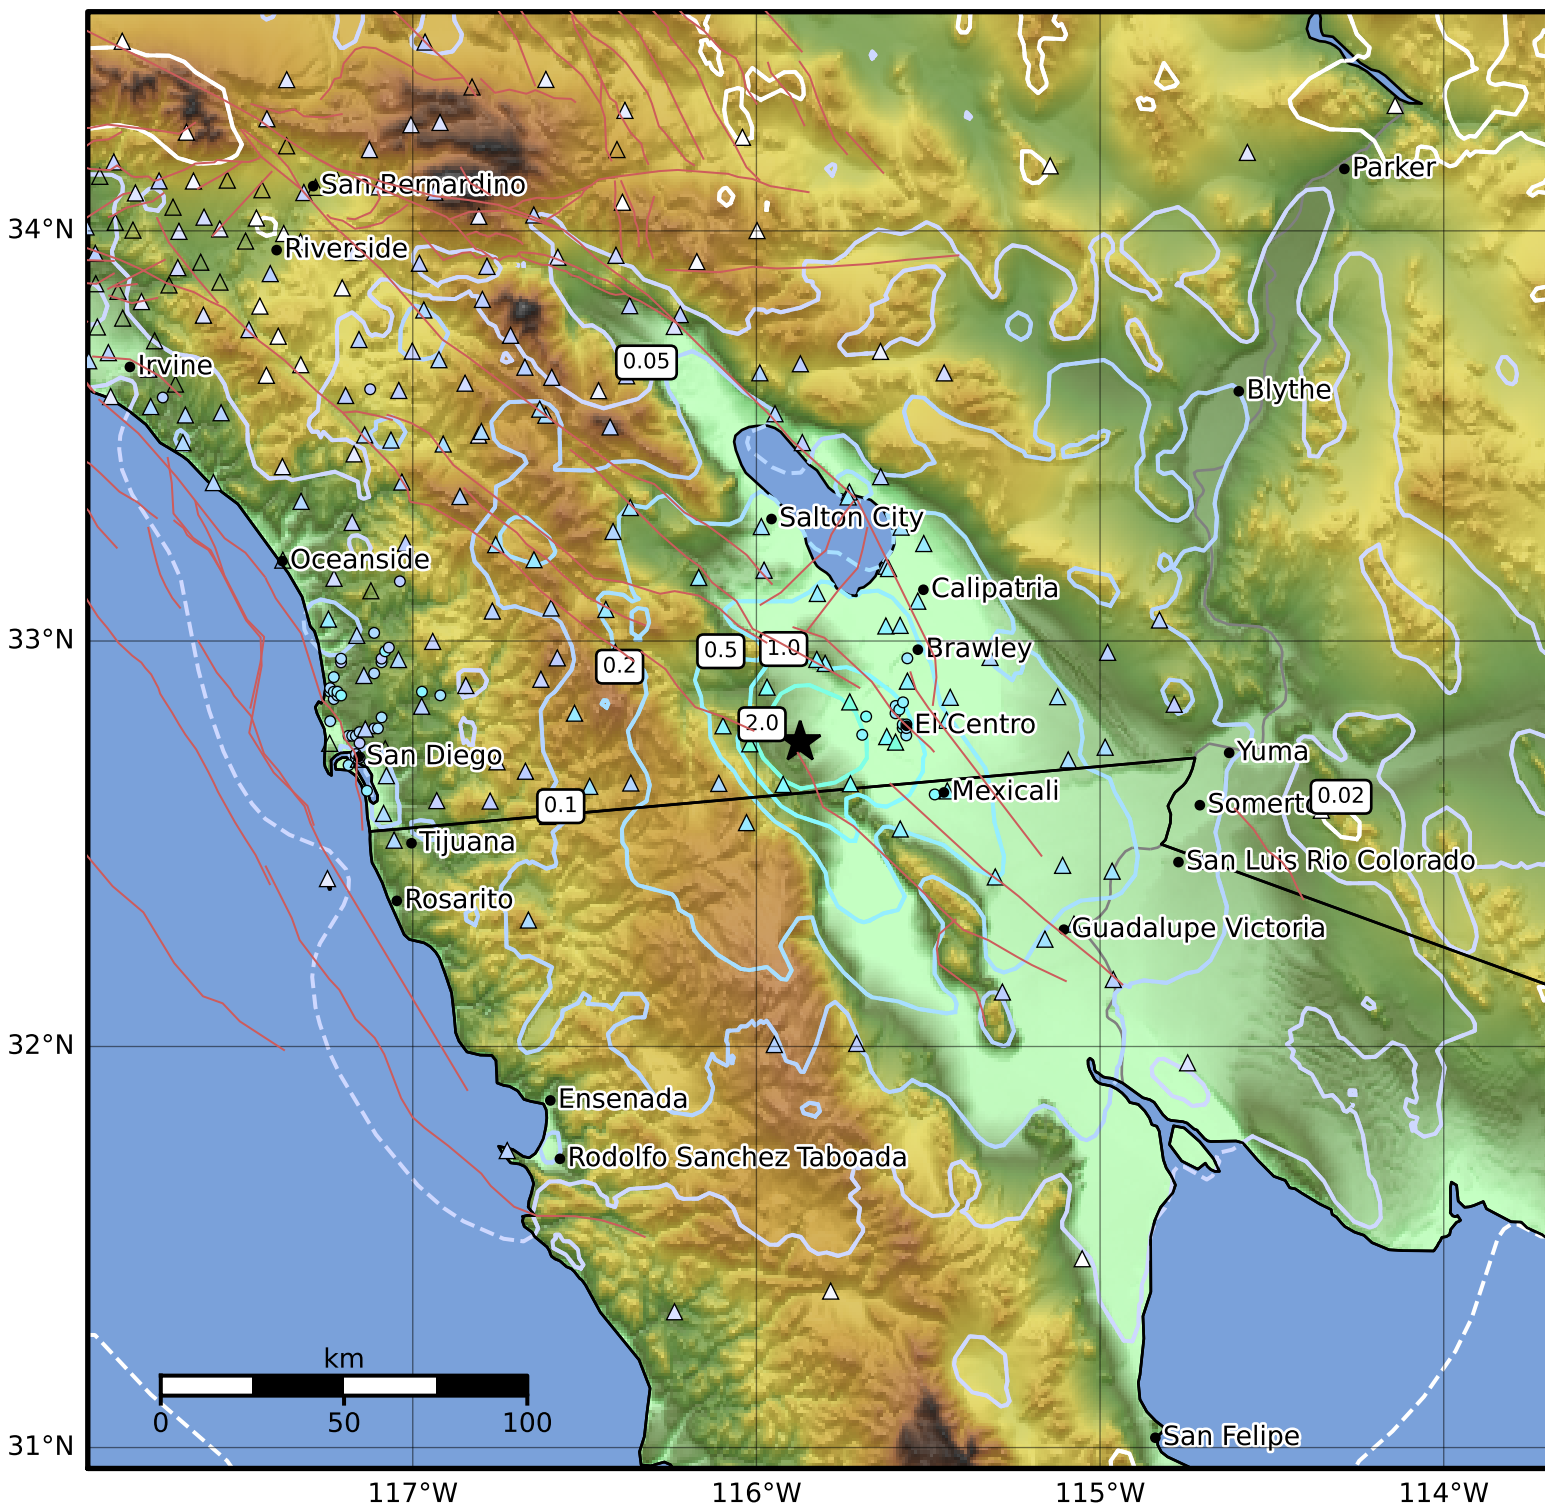 Parker
San Bernardino
34°N
Riverside
0.05
Irvine
Blythe
Salton City
Oceanside
Calipatria
33°N
0.5
1.0
Brawley
0.2
2.0
El Centro
San Diego
Yuma
Mexicali
0.1
Somerto
0.02
Tijuana
San Luis Rio Colorado
Rosarito
Guadalupe Victoria
32°N
Ensenada
Rodolfo Sanchez Taboada
km
0
50
100
31°N
San Felipe
117°W
116°W
115°W
114°W